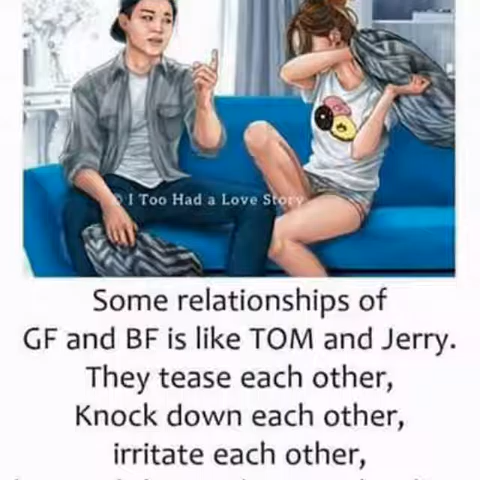 I Too Had a Love Story
Some relationships of
GF and BF is like TOM and Jerry.
They tease each other,
Knock down each other,
irritate each other,